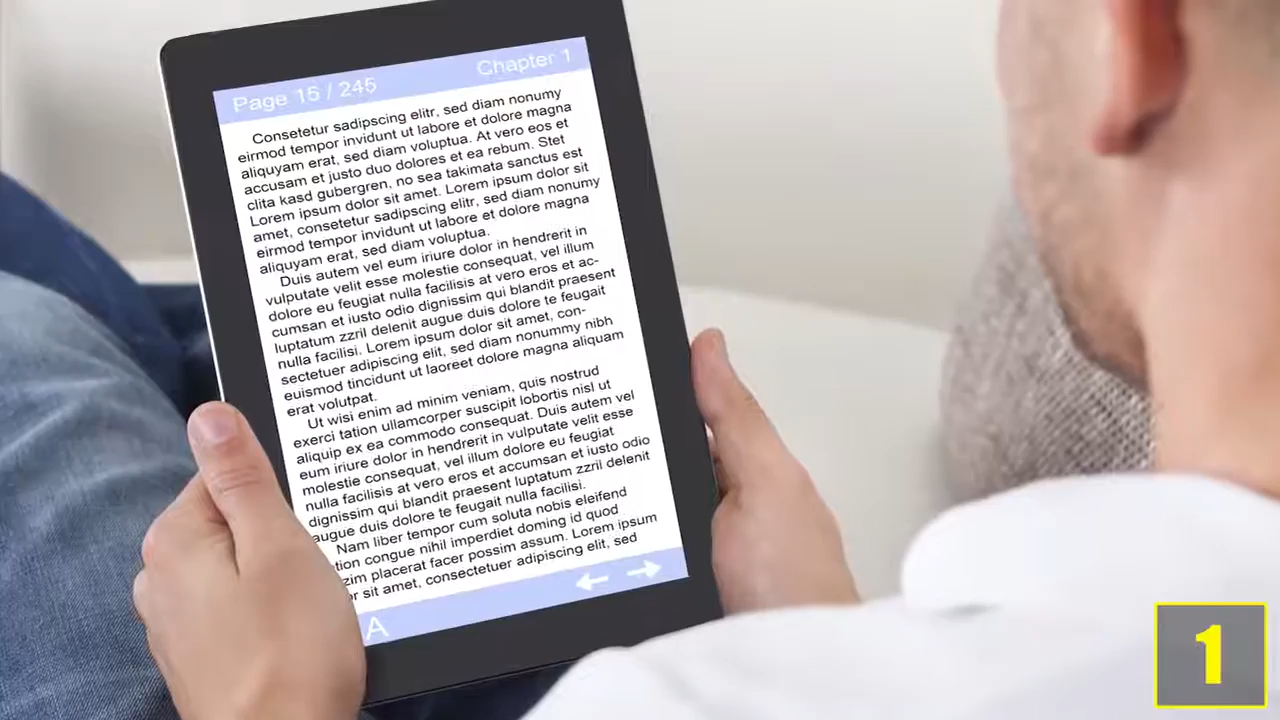 Page 15 / 245
Chapter 1
Consetetur sadipscing elitr, sed diam nonumy
eirmod tempor invidunt ut labore et dolore magna
aliquyam erat, sed diam voluptua. At vero eos et
accusam et justo duo dolores et ea rebum. Stet
clita kasd gubergren, no sea takimata sanctus est
Lorem ipsum dolor sit amet. Lorem ipsum dolor sit
amet, consetetur sadipscing elitr, sed diam nonumy
eirmod tempor invidunt ut labore et dolore magna
aliquyam erat, sed diam voluptua.
Duis autem vel eum iriure dolor in hendrerit in
vulputate velit esse molestie consequat, vel illum
dolore eu feugiat nulla facilisis at vero eros et ac-
cumsan et iusto odio dignissim qui blandit praesent
luptatum zzril delenit augue duis dolore te feugait
nulla facilisi. Lorem ipsum dolor sit amet, con-
sectetuer adipiscing elit, sed diam nonummy nibh
euismod tincidunt ut laoreet dolore magna aliquam
erat volutpat.
Ut wisi enim ad minim veniam, quis nostrud
exerci tation ullamcorper suscipit lobortis nisl ut
aliquip ex ea commodo consequat. Duis autem vel
eum iriure dolor in hendrerit in vulputate velit esse
molestie consequat, vel illum dolore eu feugiat
nulla facilisis at vero eros et accumsan et iusto odio
dignissim qui blandit praesent luptatum zzril delenit
augue duis dolore te feugait nulla facilisi.
Nam liber tempor cum soluta nobis eleifend
tion congue nihil imperdiet doming id quod
zim placerat facer possim assum. Lorem ipsum
or sit amet, consectetuer adipiscing elit, sed
A
1